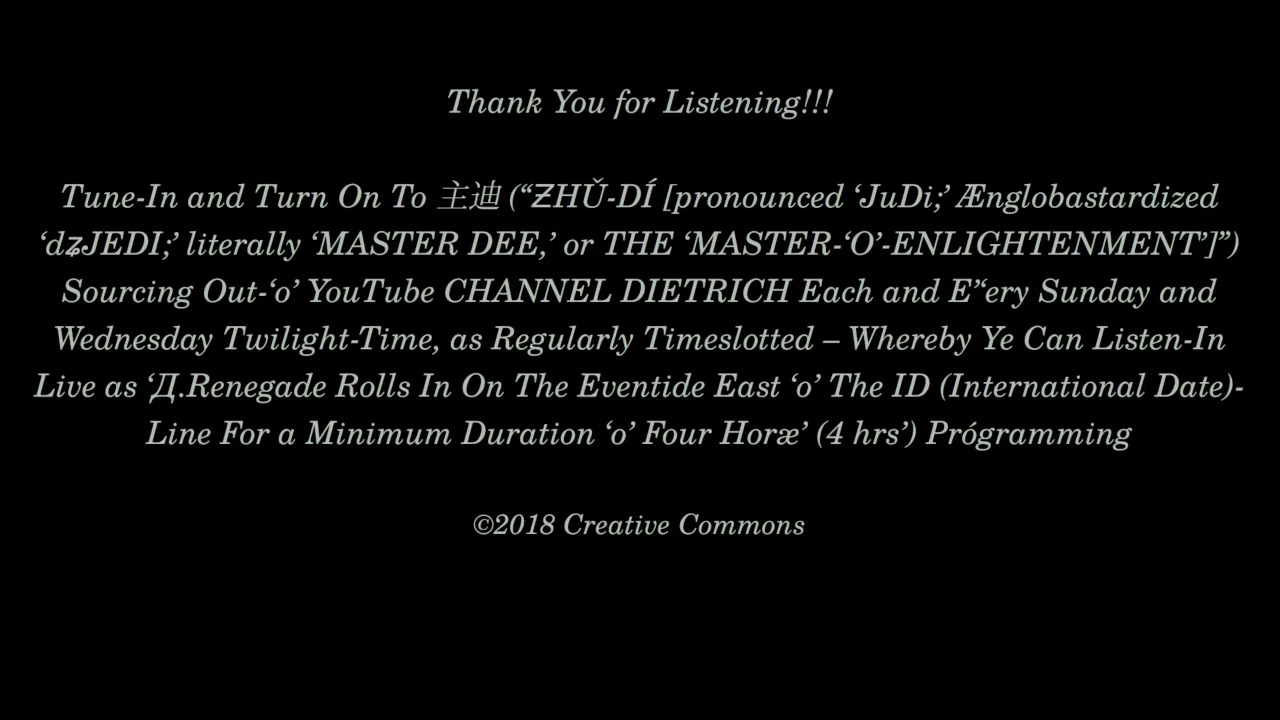 Thank You for Listening!!!
Tune-In and Turn On To 主迪 (“ƵHǓ-DÍ [pronounced ‘JuDi;’ Ænglobastardized
‘dʑJEDI;’ literally ‘MASTER DEE,’ or THE ‘MASTER-‘O’-ENLIGHTENMENT’]”)
Sourcing Out-‘o’ YouTube CHANNEL DIETRICH Each and E’‘ery Sunday and
Wednesday Twilight-Time, as Regularly Timeslotted – Whereby Ye Can Listen-In
Live as ‘Д.Renegade Rolls In On The Eventide East ‘o’ The ID (International Date)-
Line For a Minimum Duration ‘o’ Four Horæ’ (4 hrs’) Prógramming
©2018 Creative Commons